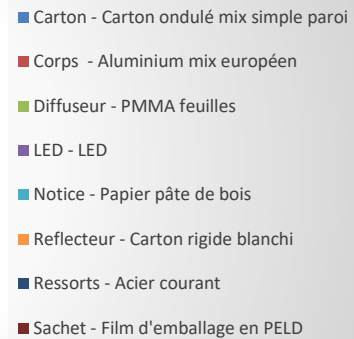 Carton - Carton ondulé mix simple paroi
Corps - Aluminium mix européen
Diffuseur - PMMA feuilles
LED - LED
Notice - Papier pâte de bois
Reflecteur - Carton rigide blanchi
Ressorts - Acier courant
Sachet - Film d'emballage en PELD